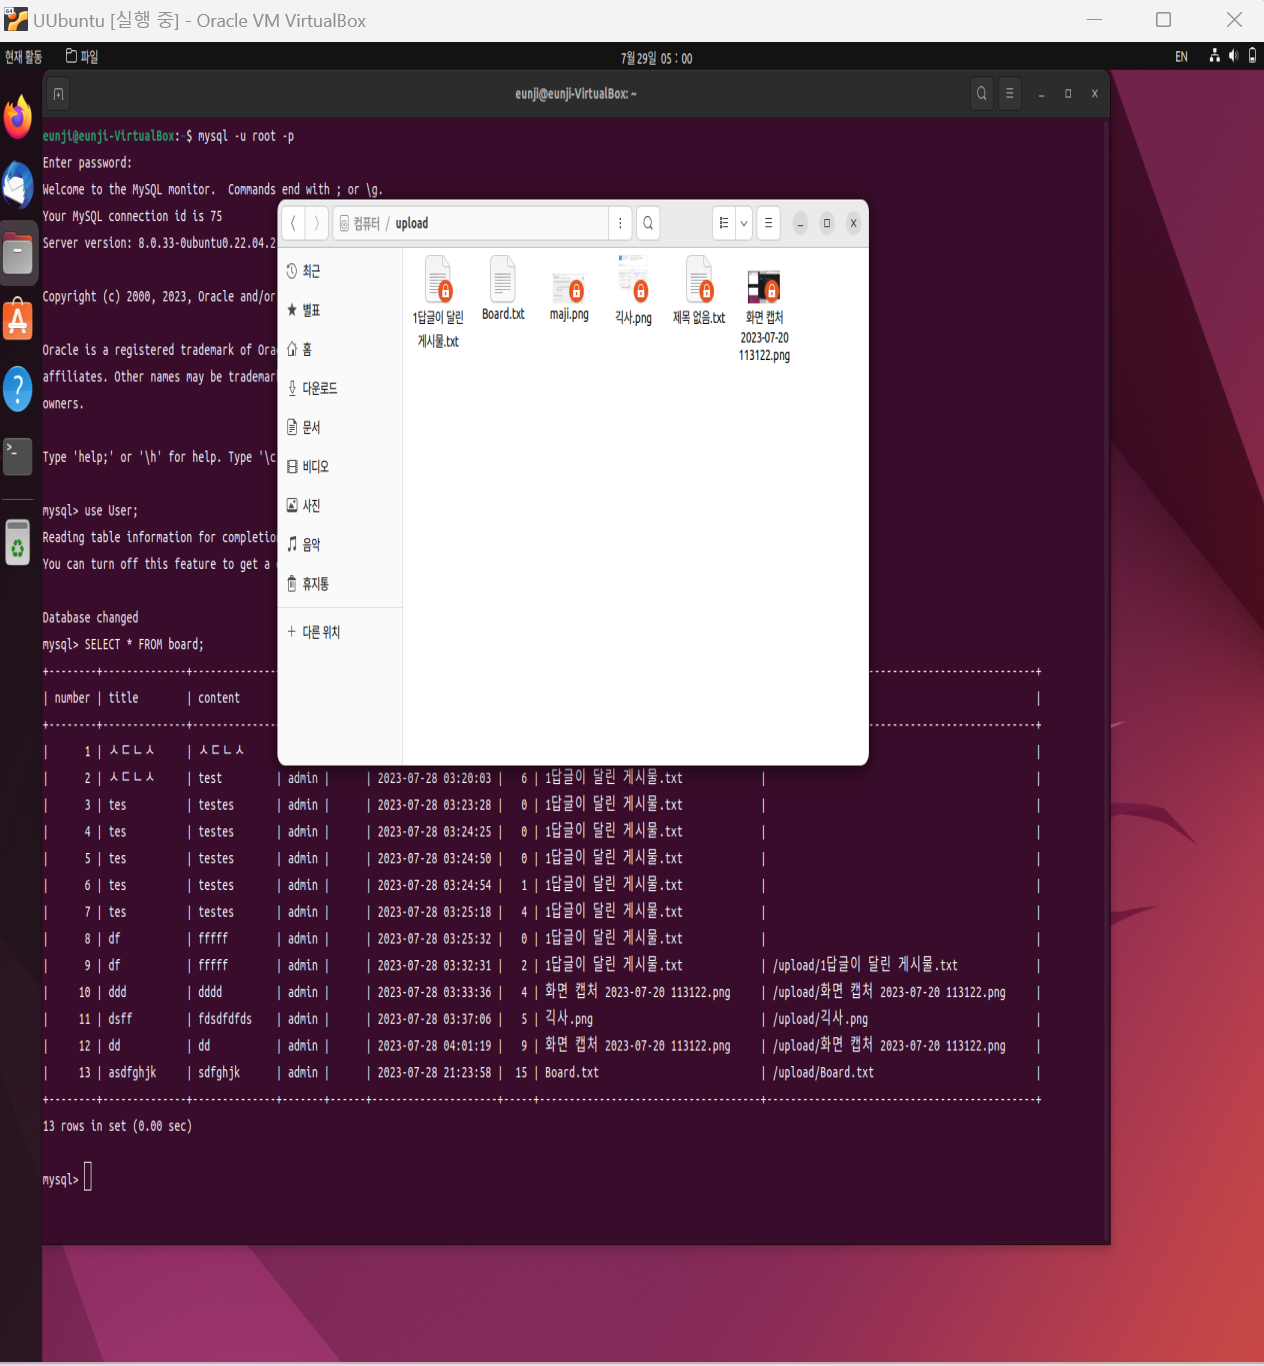 UUbuntu [실행 중] - Oracle VM VirtualBox
현재 활동 파일 7월 29일 05 : 00 EN
eunji@eunji-VirtualBox: ~
eunji@eunji-VirtualBox:~$ mysql -u root -p
Enter password:
Welcome to the MySQL monitor.  Commands end with ; or \g.
Your MySQL connection id is 75
Server version: 8.0.33-0ubuntu0.22.04.2
Copyright (c) 2000, 2023, Oracle and/or
Oracle is a registered trademark of Ora
affiliates. Other names may be trademar
owners.
Type 'help;' or '\h' for help. Type '\c
mysql> use User;
Reading table information for completio
You can turn off this feature to get a
Database changed
mysql> SELECT * FROM board;
| number | title | content |
| 1 | ㅅㄷㄴㅅ | ㅅㄷㄴㅅ |
| 2 | ㅅㄷㄴㅅ | test | admin | | 2023-07-28 03:20:03 | 6 | 1답글이 달린 게시물.txt | |
| 3 | tes | testes | admin | | 2023-07-28 03:23:28 | 0 | 1답글이 달린 게시물.txt | |
| 4 | tes | testes | admin | | 2023-07-28 03:24:25 | 0 | 1답글이 달린 게시물.txt | |
| 5 | tes | testes | admin | | 2023-07-28 03:24:50 | 0 | 1답글이 달린 게시물.txt | |
| 6 | tes | testes | admin | | 2023-07-28 03:24:54 | 1 | 1답글이 달린 게시물.txt | |
| 7 | tes | testes | admin | | 2023-07-28 03:25:18 | 4 | 1답글이 달린 게시물.txt | |
| 8 | df | fffff | admin | | 2023-07-28 03:25:32 | 0 | 1답글이 달린 게시물.txt | |
| 9 | df | fffff | admin | | 2023-07-28 03:32:31 | 2 | 1답글이 달린 게시물.txt | /upload/1답글이 달린 게시물.txt |
| 10 | ddd | dddd | admin | | 2023-07-28 03:33:36 | 4 | 화면 캡처 2023-07-20 113122.png | /upload/화면 캡처 2023-07-20 113122.png |
| 11 | dsff | fdsdfdfds | admin | | 2023-07-28 03:37:06 | 5 | 긱사.png | /upload/긱사.png |
| 12 | dd | dd | admin | | 2023-07-28 04:01:19 | 9 | 화면 캡처 2023-07-20 113122.png | /upload/화면 캡처 2023-07-20 113122.png |
| 13 | asdfghjk | sdfghjk | admin | | 2023-07-28 21:23:58 | 15 | Board.txt | /upload/Board.txt |
13 rows in set (0.00 sec)
mysql>
컴퓨터 / upload
최근
별표
홈
다운로드
문서
비디오
사진
음악
휴지통
+ 다른 위치
1답글이 달린
게시물.txt
Board.txt
maji.png
긱사.png
제목 없음.txt
화면 캡처
2023-07-20
113122.png